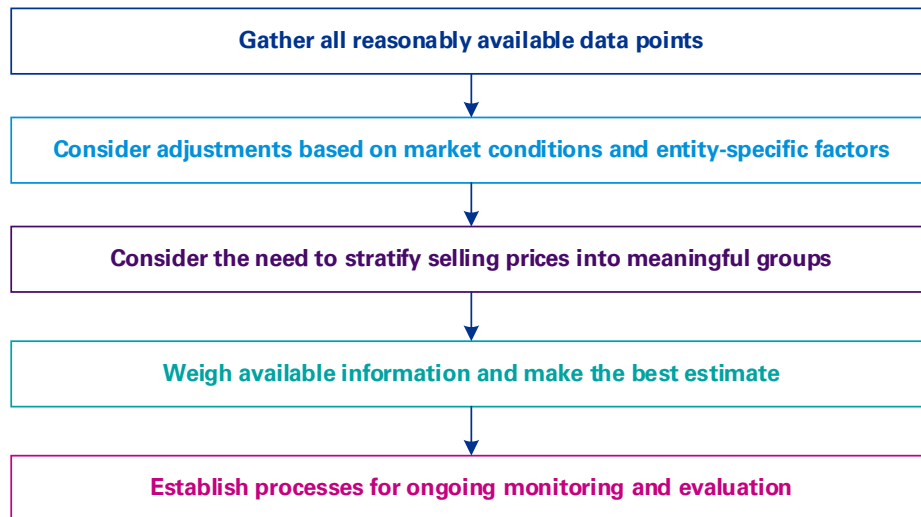 Gather all reasonably available data points
Consider adjustments based on market conditions and entity-specific factors
Consider the need to stratify selling prices into meaningful groups
Weigh available information and make the best estimate
Establish processes for ongoing monitoring and evaluation